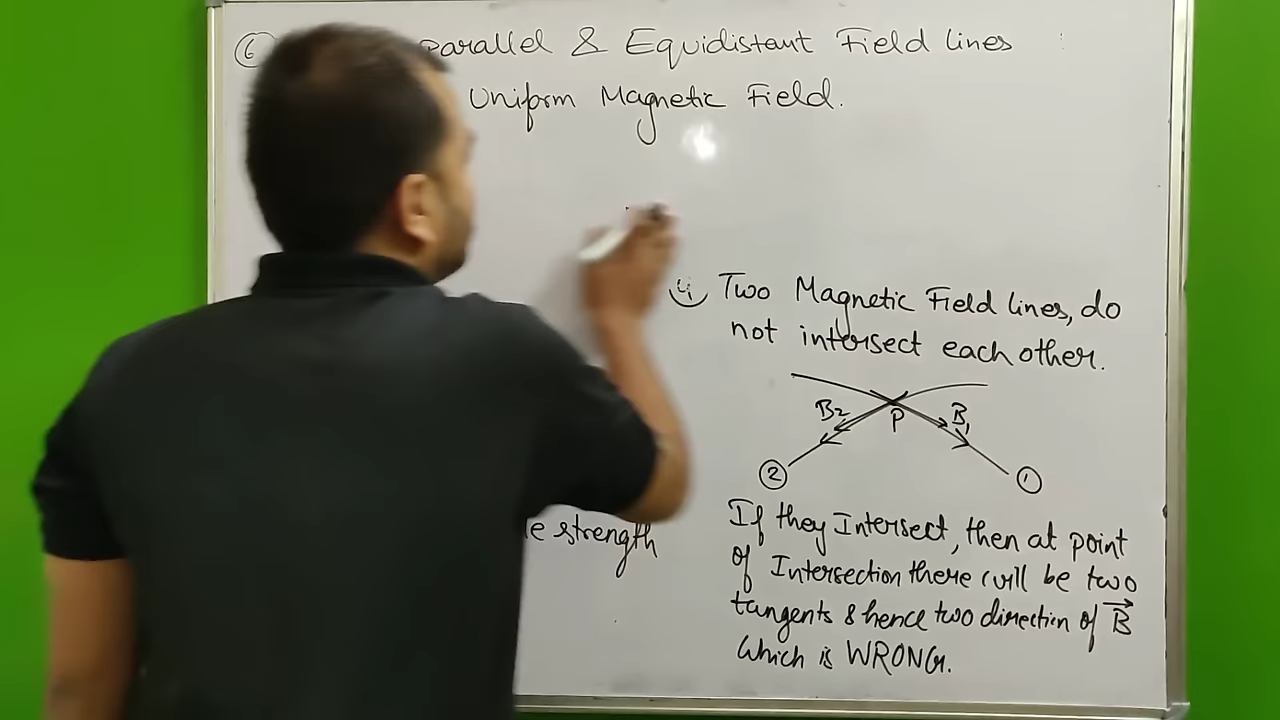 6 parallel & Equidistant Field lines
Uniform Magnetic Field.
Two Magnetic Field lines, do
not intersect each other.
B2 P B1
2 1
strength
If they Intersect, then at point
of Intersection there will be two
tangents & hence two direction of B⃗
which is WRONG.